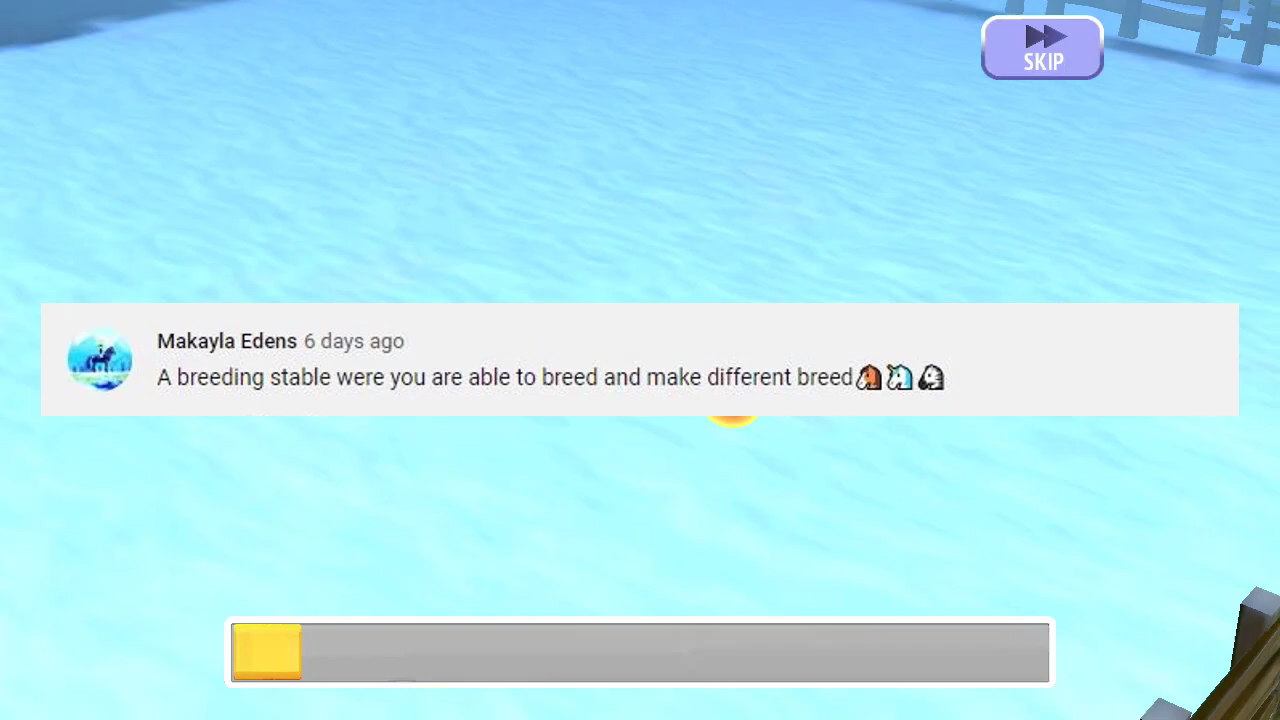 SKIP
Makayla Edens 6 days ago
A breeding stable were you are able to breed and make different breed